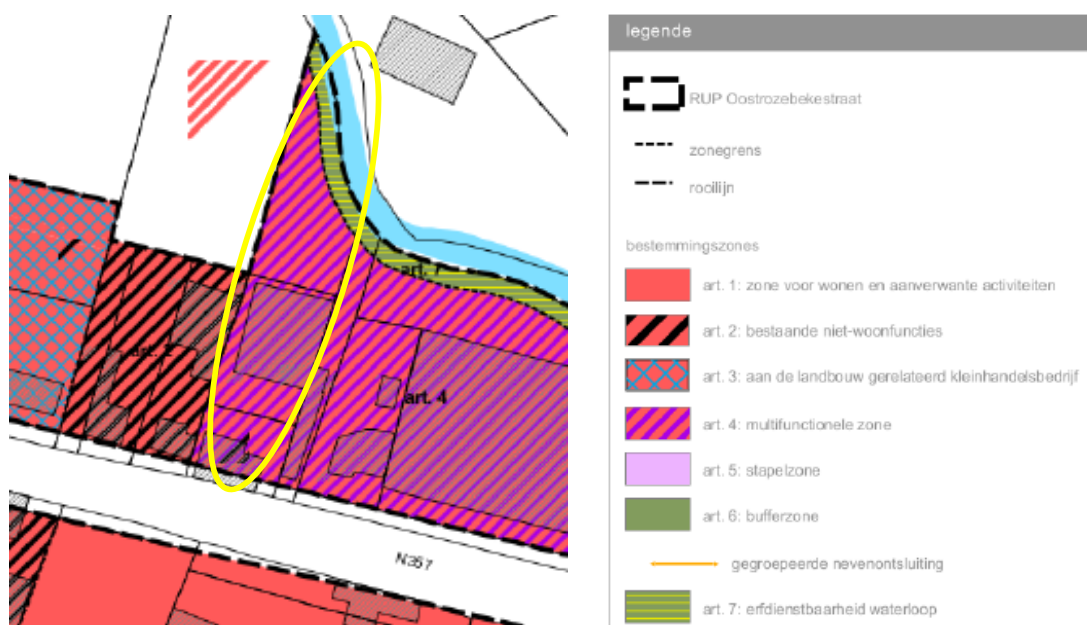 art. 7
art. 4
N357
legende
RUP Oostrozebekestraat
zonegrens
rooilijn
bestemmingszones
art. 1: zone voor wonen en aanverwante activiteiten
art. 2: bestaande niet-woonfuncties
art. 3: aan de landbouw gerelateerd kleinhandelsbedrijf
art. 4: multifunctionele zone
art. 5: stapelzone
art. 6: bufferzone
gegroepeerde nevenontsluiting
art. 7: erfdienstbaarheid waterloop